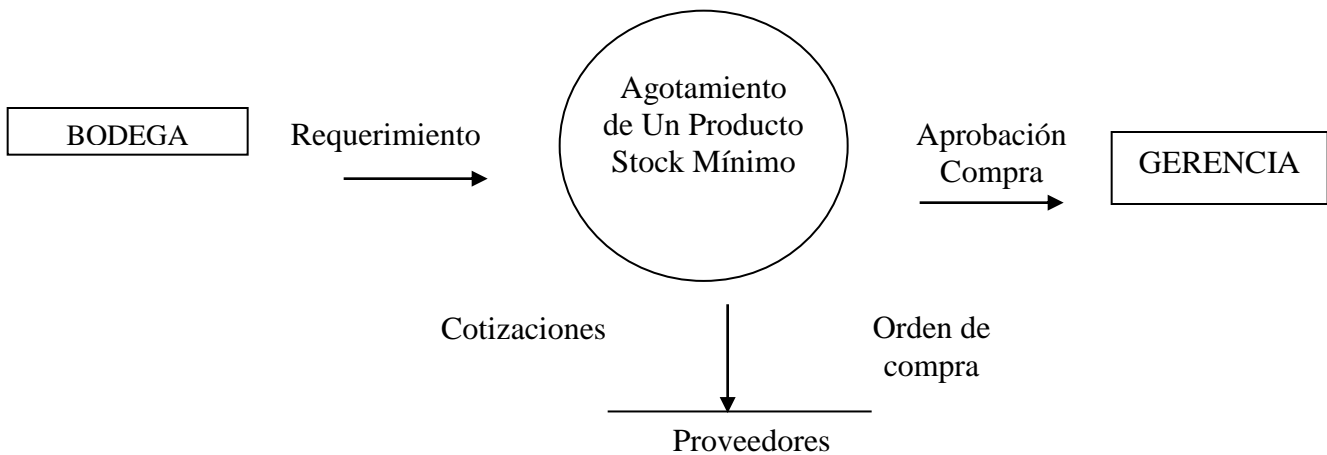 BODEGA
Requerimiento
Agotamiento
de Un Producto
Stock Mínimo
Aprobación
Compra
GERENCIA
Cotizaciones
Orden de
compra
Proveedores